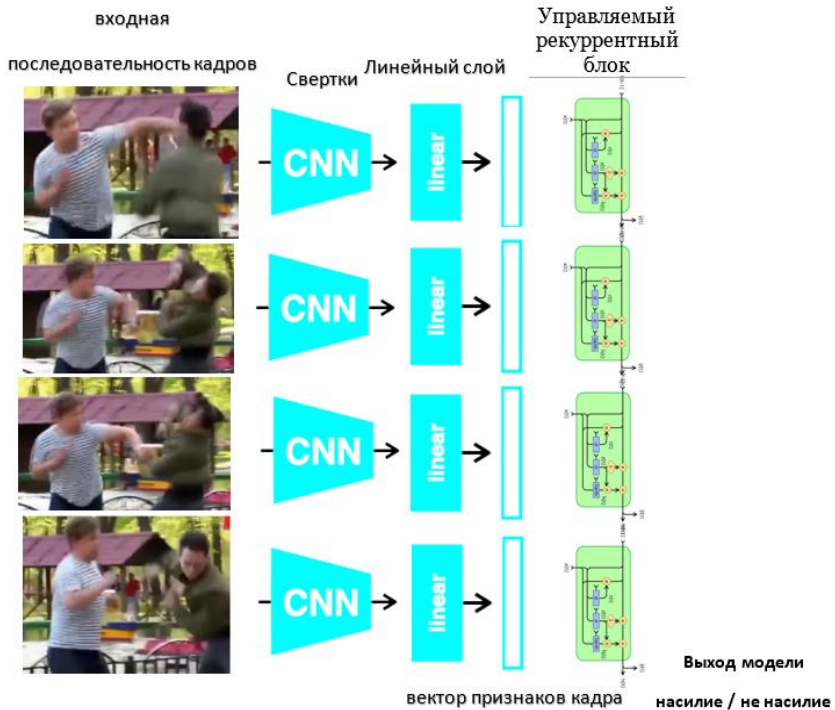 входная
последовательность кадров
Свертки
Линейный слой
Управляемый
рекуррентный
блок
CNN
linear
CNN
linear
CNN
linear
CNN
linear
вектор признаков кадра
Выход модели
насилие / не насилие